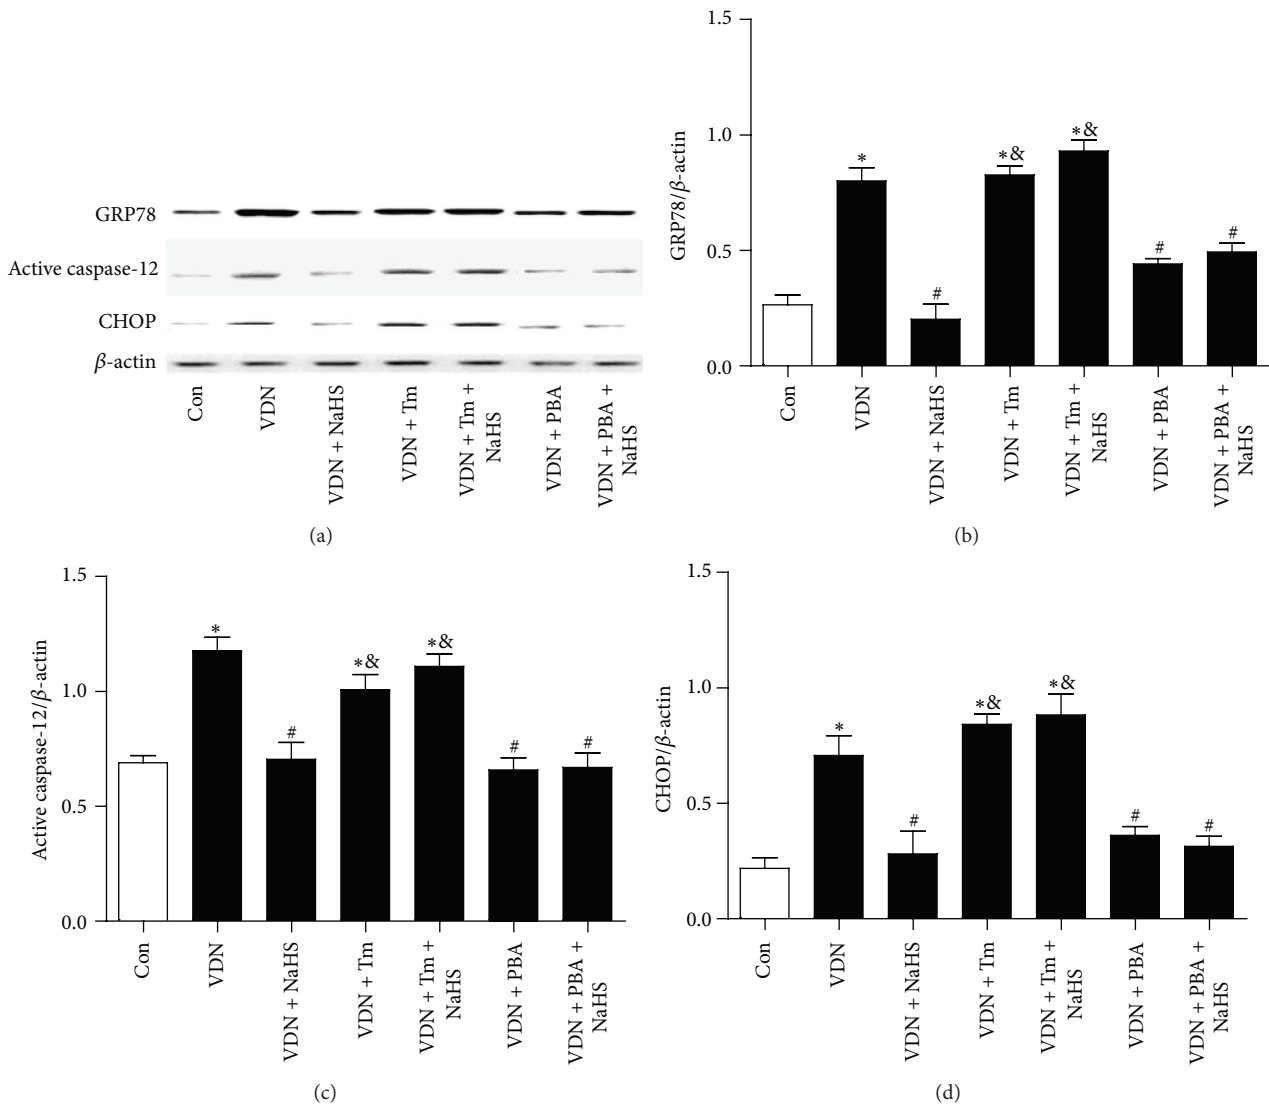 GRP78
Active caspase-12
CHOP
β-actin
Con
VDN
VDN + NaHS
VDN + Tm
VDN + Tm +
NaHS
VDN + PBA
VDN + PBA +
NaHS
(a)
GRP78/β-actin
1.5
1.0
0.5
0.0
*
#
*&
*&
#
#
Con
VDN
VDN + NaHS
VDN + Tm
VDN + Tm +
NaHS
VDN + PBA
VDN + PBA +
NaHS
(b)
Active caspase-12/β-actin
1.5
1.0
0.5
0.0
*
#
*&
*&
#
#
Con
VDN
VDN + NaHS
VDN + Tm
VDN + Tm +
NaHS
VDN + PBA
VDN + PBA +
NaHS
(c)
CHOP/β-actin
1.5
1.0
0.5
0.0
*
#
*&
*&
#
#
Con
VDN
VDN + NaHS
VDN + Tm
VDN + Tm +
NaHS
VDN + PBA
VDN + PBA +
NaHS
(d)